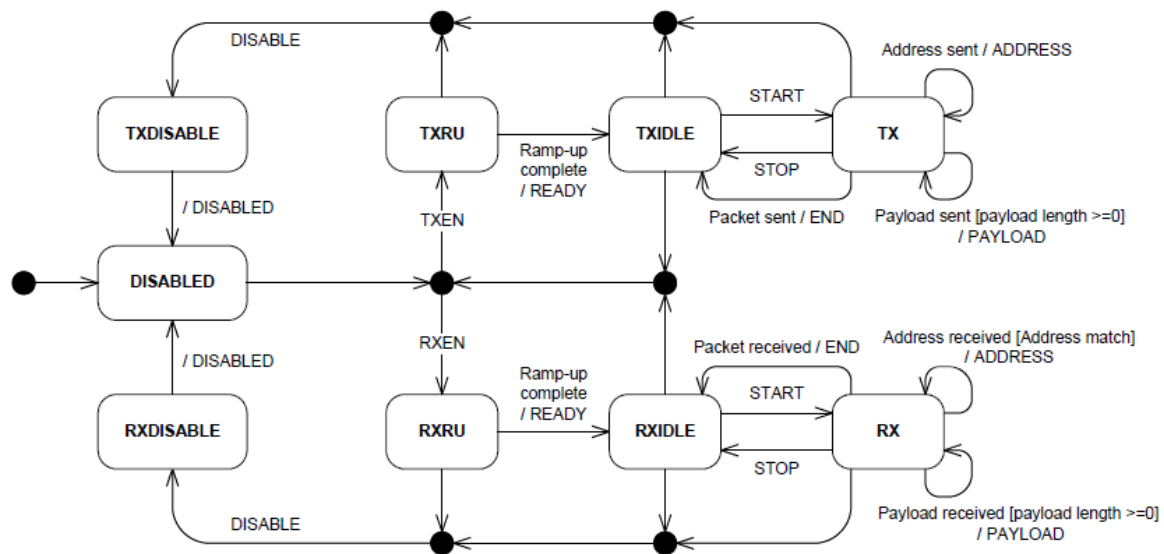 DISABLE
Address sent / ADDRESS
START
TXDISABLE
TXRU
TXIDLE
TX
Ramp-up
complete
/ READY
STOP
/ DISABLED
TXEN
Packet sent / END
Payload sent [payload length >=0]
/ PAYLOAD
DISABLED
RXEN
Packet received / END
Address received [Address match]
/ ADDRESS
/ DISABLED
Ramp-up
complete
/ READY
START
RXDISABLE
RXRU
RXIDLE
RX
STOP
DISABLE
Payload received [payload length >=0]
/ PAYLOAD